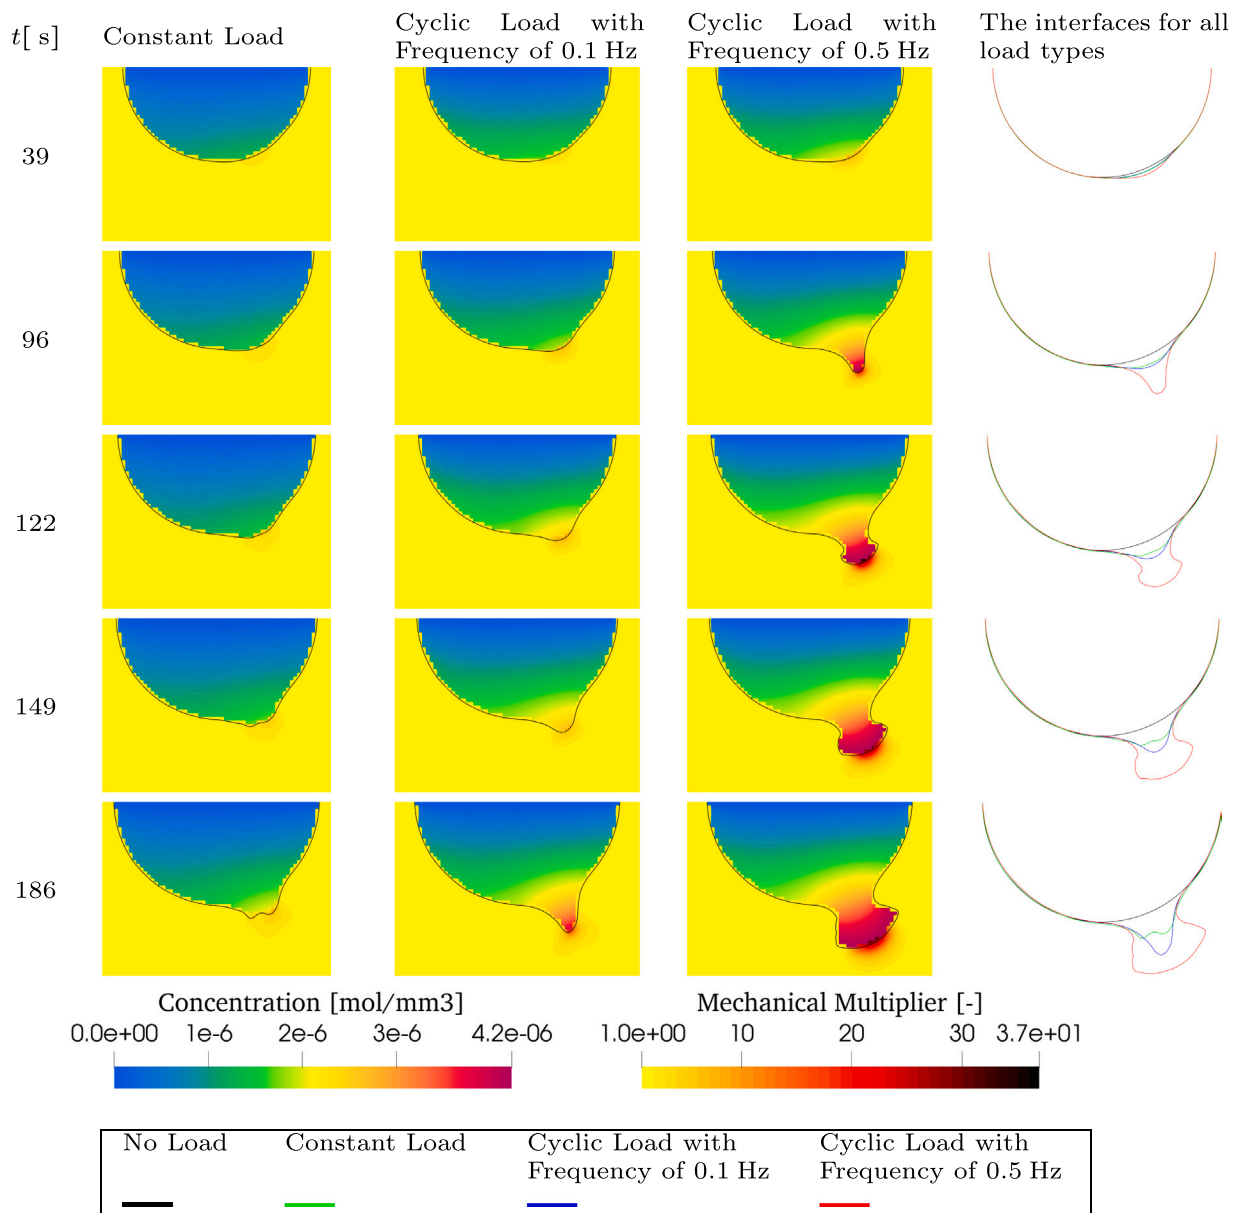 t[ s]
Constant Load
Cyclic Load with
Frequency of 0.1 Hz
Cyclic Load with
Frequency of 0.5 Hz
The interfaces for all
load types
39
96
122
149
186
Concentration [mol/mm3]
0.0e+00 1e-6 2e-6 3e-6 4.2e-06
Mechanical Multiplier [-]
1.0e+00 10 20 30 3.7e+01
No Load
Constant Load
Cyclic Load with
Frequency of 0.1 Hz
Cyclic Load with
Frequency of 0.5 Hz